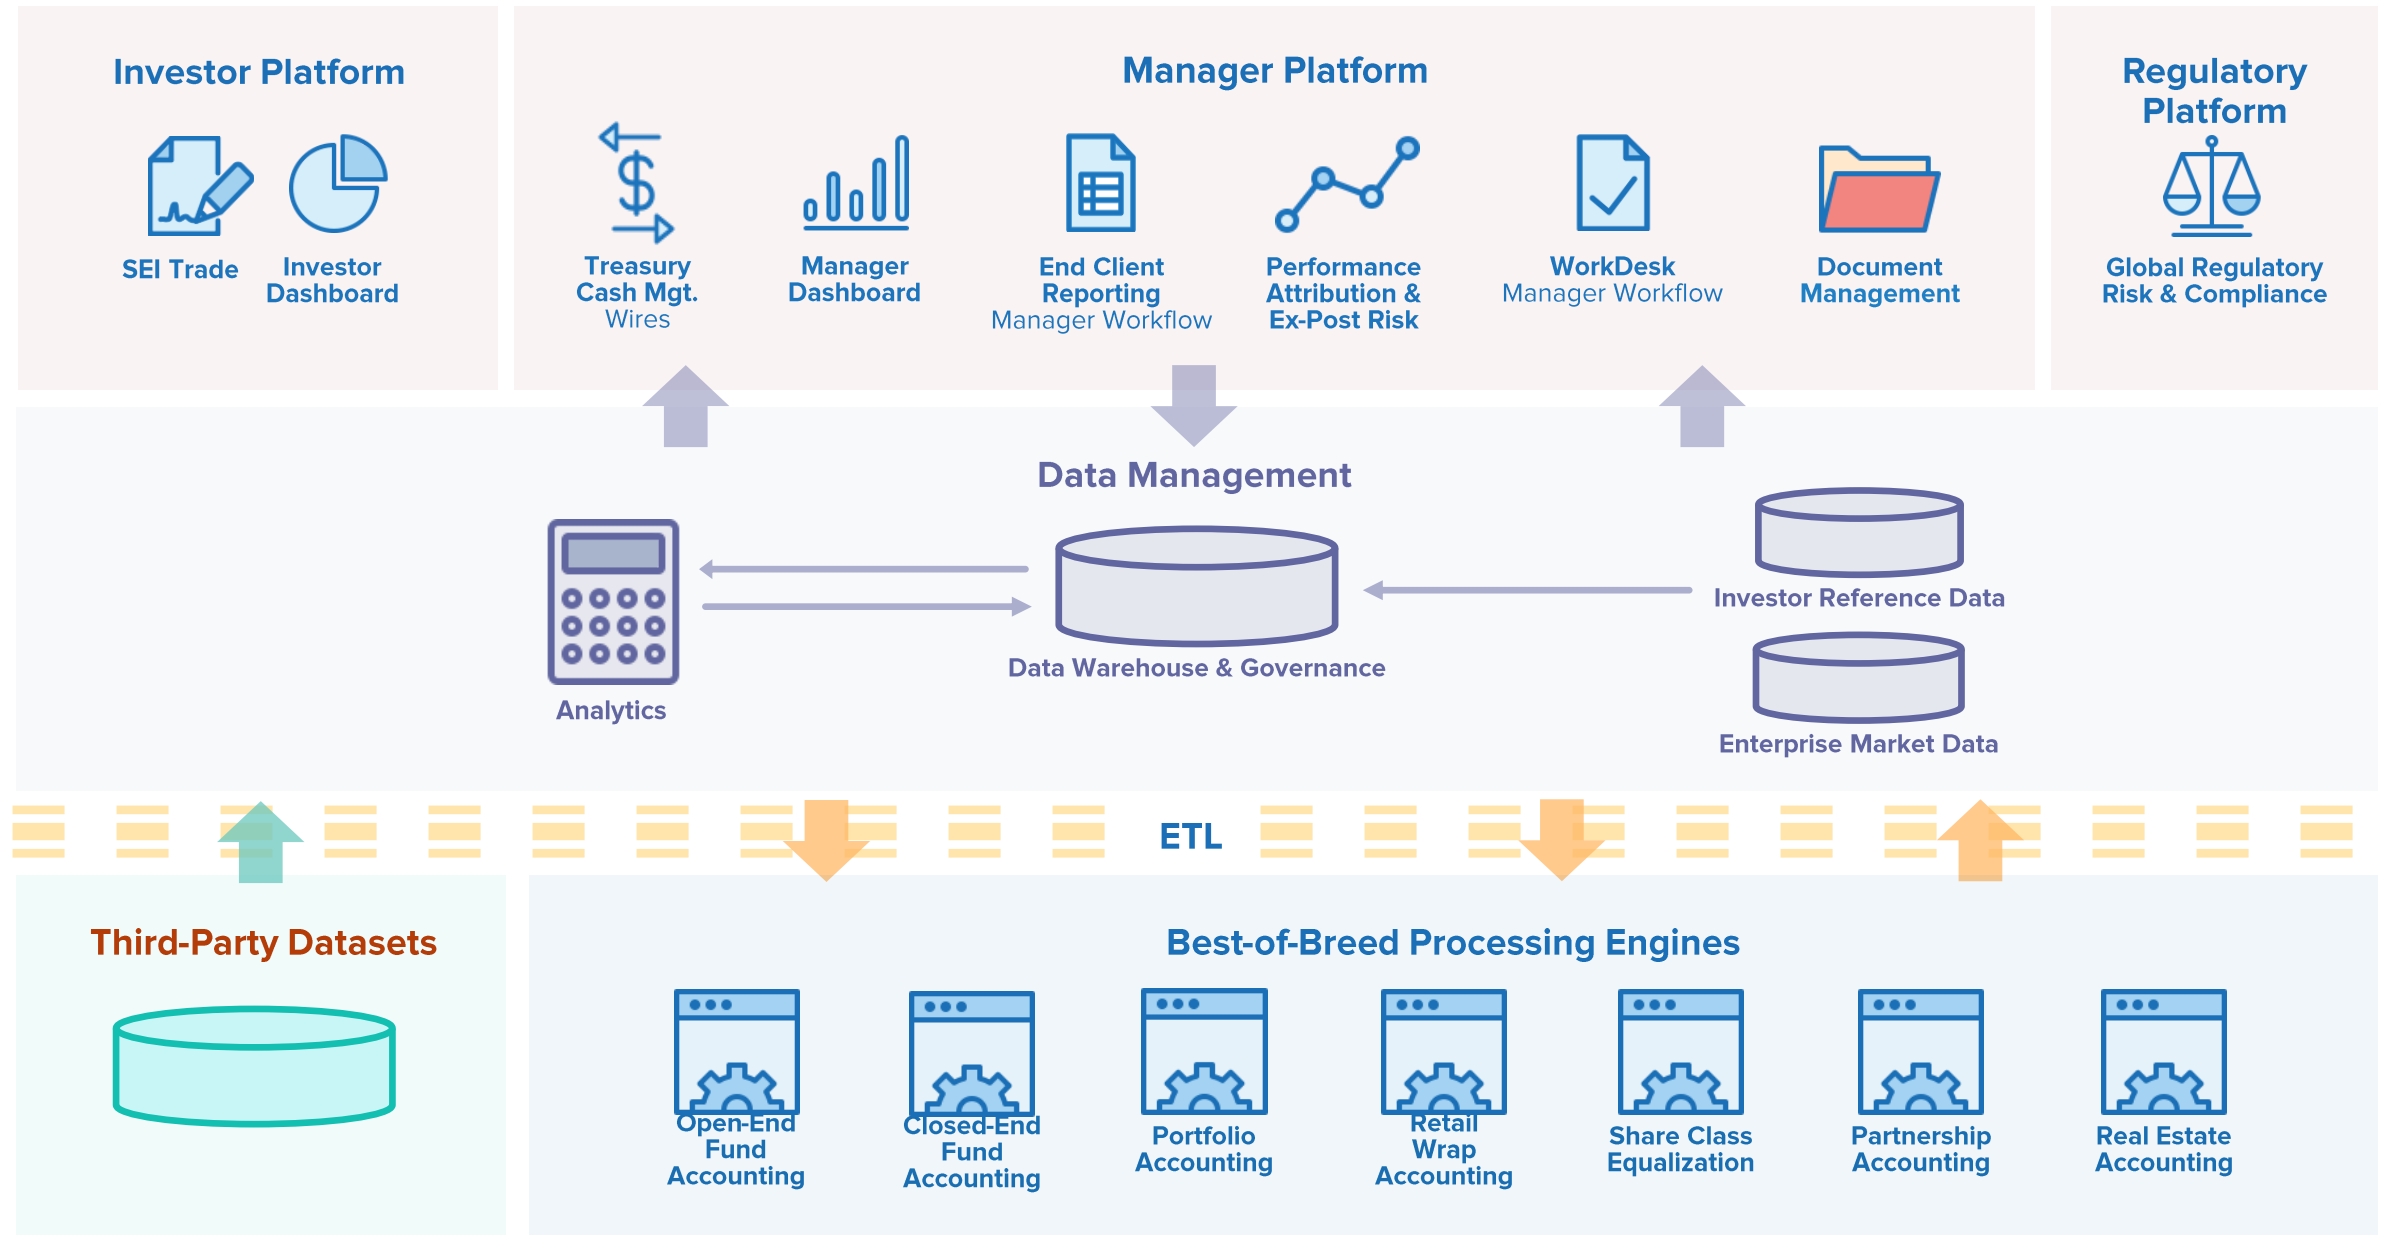 Investor Platform
SEI Trade
Investor
Dashboard
Manager Platform
Treasury
Cash Mgt.
Wires
Manager
Dashboard
End Client
Reporting
Manager Workflow
Performance
Attribution &
Ex-Post Risk
WorkDesk
Manager Workflow
Document
Management
Regulatory
Platform
Global Regulatory
Risk & Compliance
Data Management
Analytics
Data Warehouse & Governance
Investor Reference Data
Enterprise Market Data
ETL
Third-Party Datasets
Best-of-Breed Processing Engines
Open-End
Fund
Accounting
Closed-End
Fund
Accounting
Portfolio
Accounting
Retail
Wrap
Accounting
Share Class
Equalization
Partnership
Accounting
Real Estate
Accounting